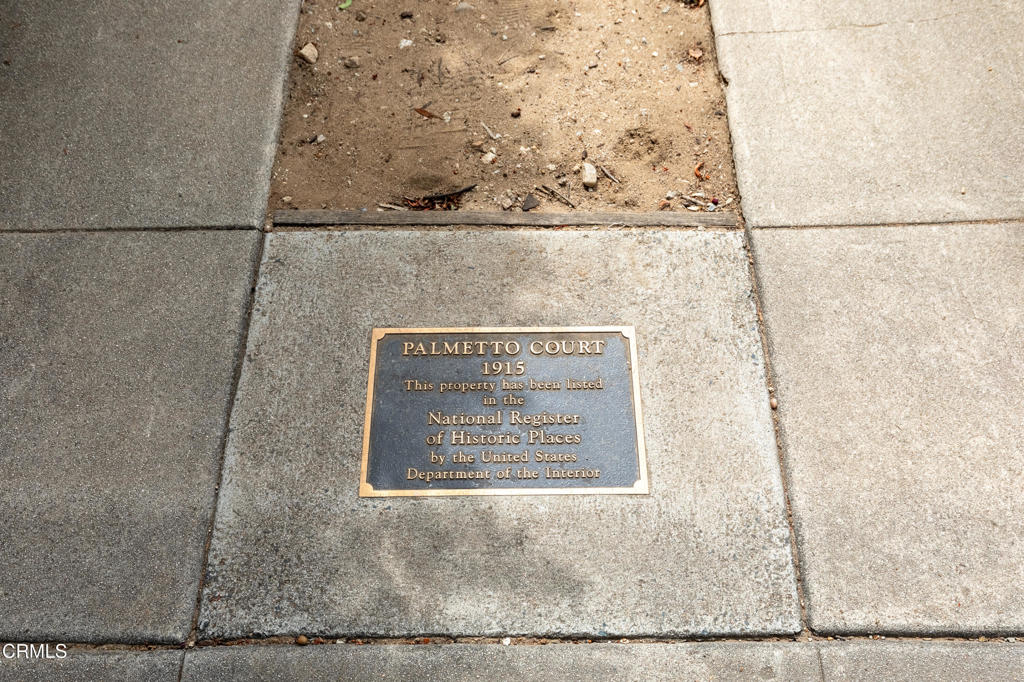 PALMETTO COURT
1915
This property has been listed
in the
National Register
of Historic Places
by the United States
Department of the Interior
CRMLS